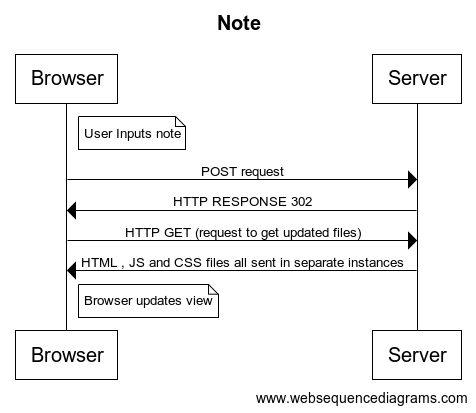 Note
Browser Server
User Inputs note
POST request
HTTP RESPONSE 302
HTTP GET (request to get updated files)
HTML , JS and CSS files all sent in separate instances
Browser updates view
Browser Server
www.websequencediagrams.com